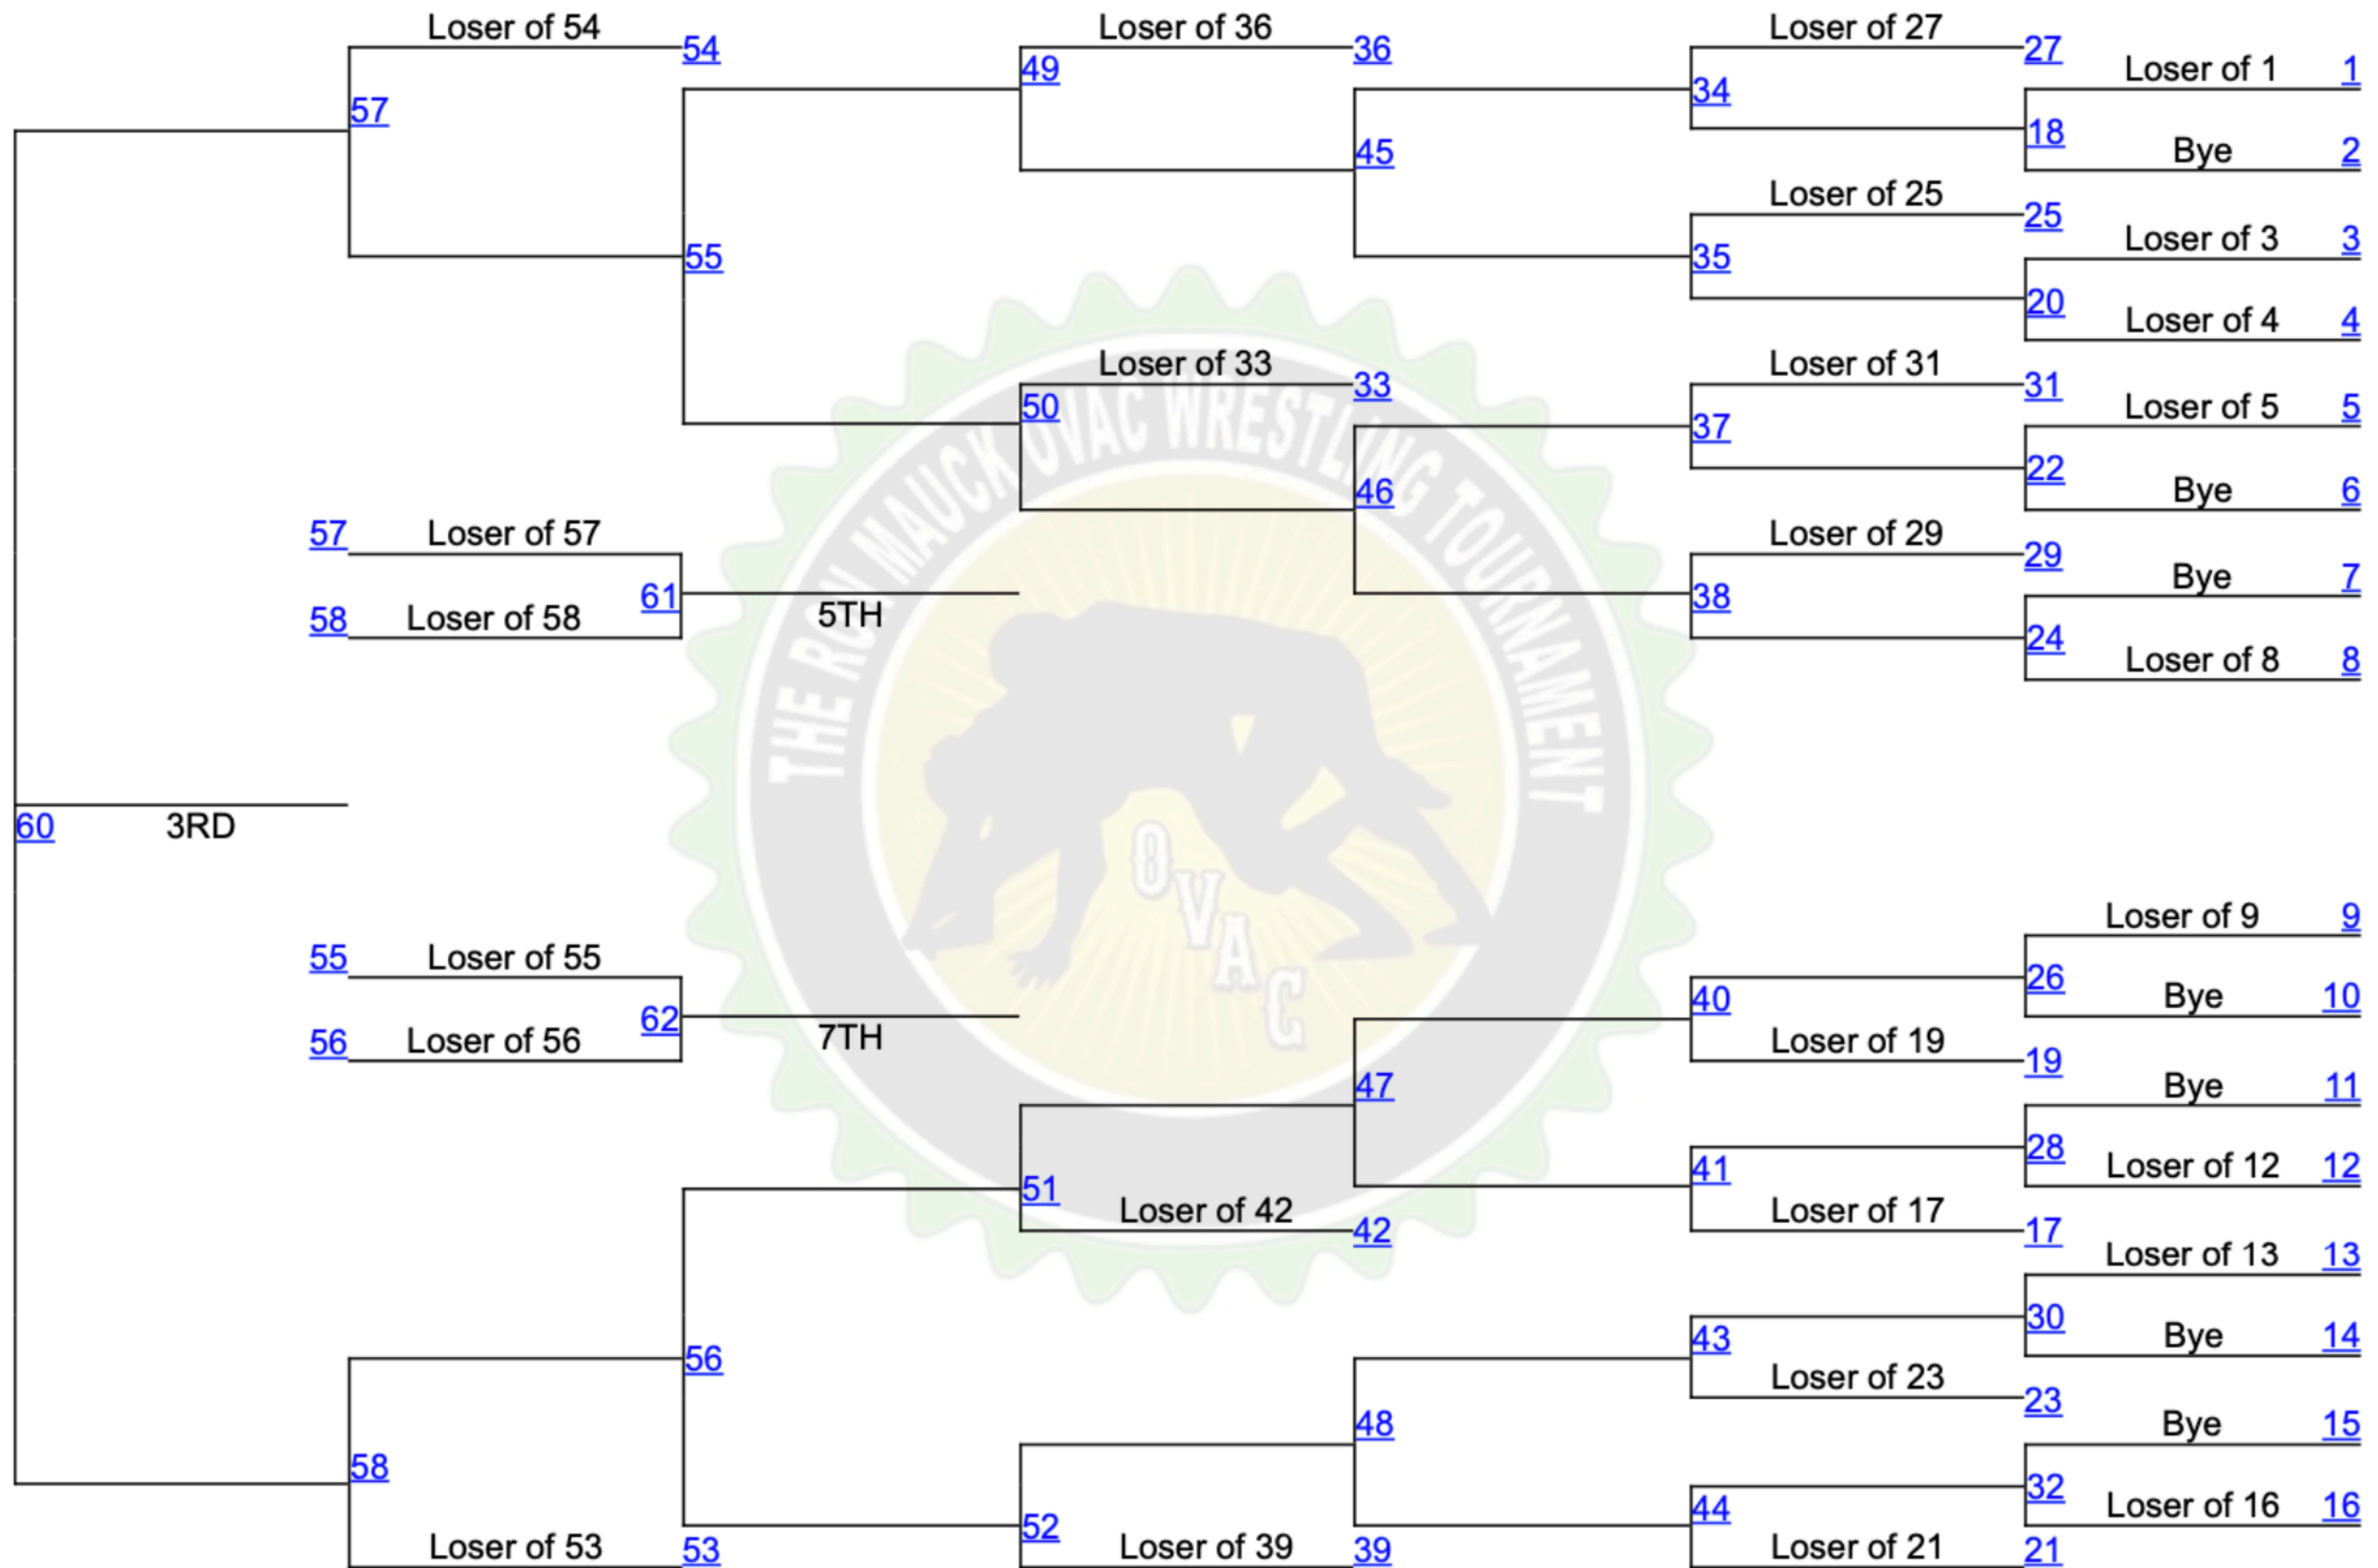 Loser of 54 54
Loser of 36 36
Loser of 27 27
Loser of 1 1
49
34
57
18
Bye 2
45
Loser of 25 25
Loser of 3 3
55
35
20
Loser of 4 4
Loser of 33 33
Loser of 31 31
50
Loser of 5 5
37
22
46
Bye 6
57 Loser of 57
Loser of 29 29
Bye 7
61
5TH
38
58 Loser of 58
24
Loser of 8 8
THE RON MAUCK OVAC WRESTLING TOURNAMENT
60 3RD
OVAC
Loser of 9 9
55 Loser of 55
26
40
Bye 10
62
7TH
56 Loser of 56
Loser of 19 19
47
Bye 11
28
41
Loser of 12 12
51
Loser of 42 42
Loser of 17 17
Loser of 13 13
30
43
Bye 14
56
Loser of 23 23
48
Bye 15
58
32
44
Loser of 16 16
52
Loser of 53 53
Loser of 39 39
Loser of 21 21